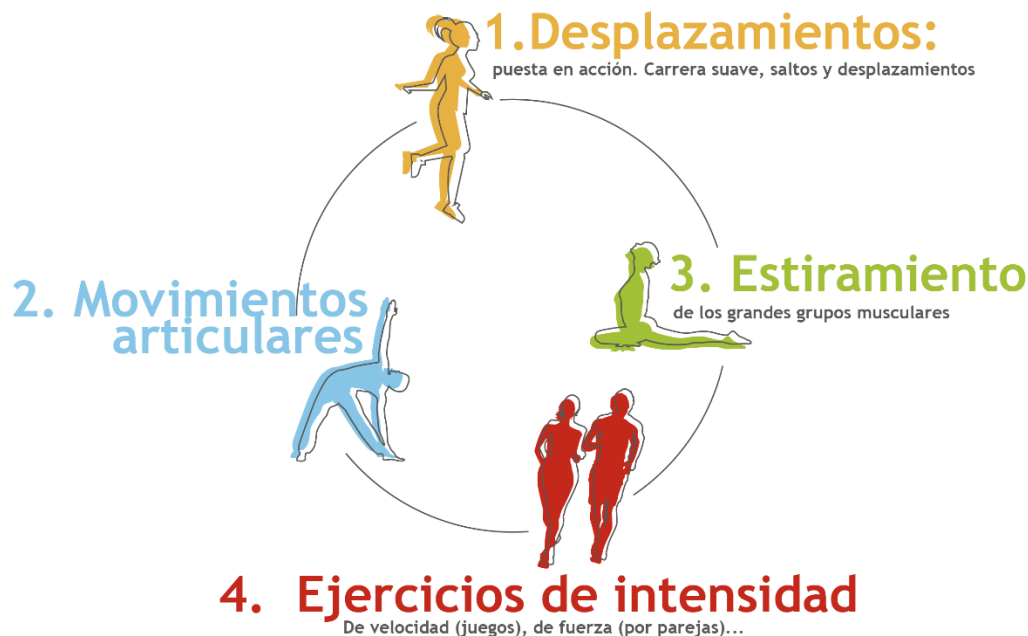 1.Desplazamientos:
puesta en acción. Carrera suave, saltos y desplazamientos
2. Movimientos
articulares
3. Estiramiento
de los grandes grupos musculares
4. Ejercicios de intensidad
De velocidad (juegos), de fuerza (por parejas)...